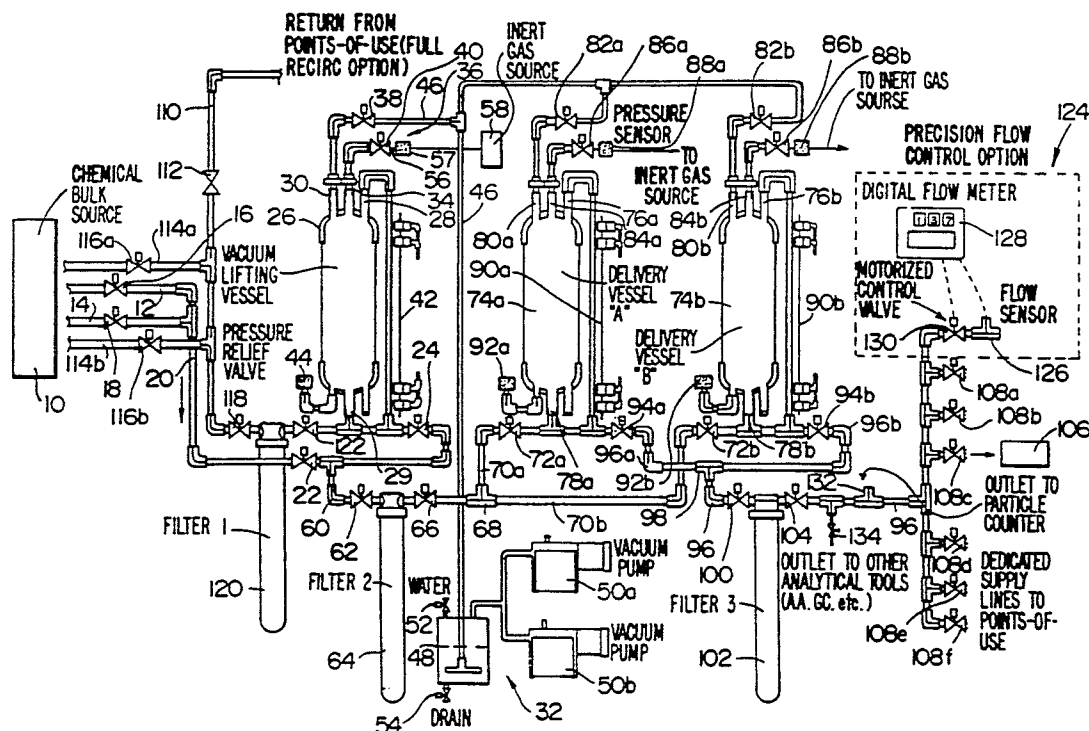 RETURN FROM
POINTS-OF-USE(FULL
RECIRC OPTION)
40
36
INERT
GAS
SOURCE
82a
86a
88a
82b
86b
88b
TO INERT GAS
SOURSE
124
110
38
46
58
PRESSURE
SENSOR
PRECISION FLOW
CONTROL OPTION
112
57
56
TO
INERT GAS
SOURCE
DIGITAL FLOW METER
CHEMICAL
BULK
SOURCE
16
30
26
34
28
46
76a
80a
84a
84b
80b
76b
137
128
116a
114a
VACUUM
LIFTING
VESSEL
90a
DELIVERY
VESSEL
"A"
74a
74b
MOTORIZED
CONTROL
VALVE
FLOW
SENSOR
12
14
42
90b
130
126
114b
18
20
PRESSURE
RELIEF
VALVE
DELIVERY
VESSEL
"B"
10
116b
44
24
92a
94a
94b
108a
108b
118
22
29
72a
70a
78a
96a
92b
72b
78b
96b
106
22
60
62
66
68
70b
98
96
100
104
132
134
96
108c
OUTLET TO
PARTICLE
COUNTER
FILTER 1
120
FILTER 2
64
WATER
52
48
54
DRAIN
32
50a
VACUUM
PUMP
50b
VACUUM
PUMP
FILTER 3
102
OUTLET TO OTHER
ANALYTICAL TOOLS
(A.A. GC. etc.)
108d
DEDICATED
SUPPLY
LINES TO
POINTS-OF-
USE
108e
108f